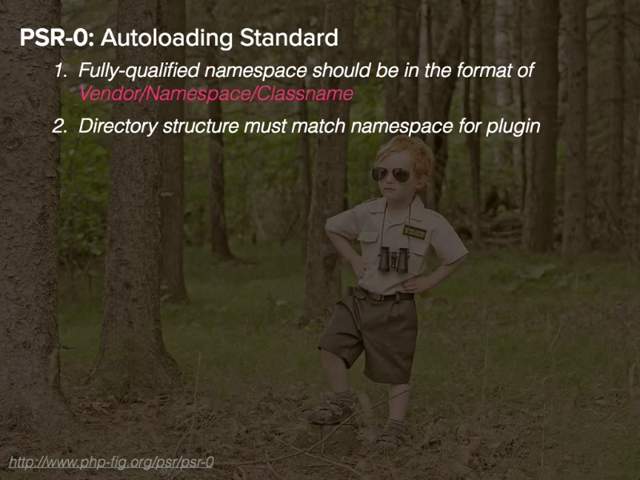 PSR-0: Autoloading Standard
1. Fully-qualified namespace should be in the format of
Vendor/Namespace/Classname
2. Directory structure must match namespace for plugin
http://www.php-fig.org/psr/psr-0